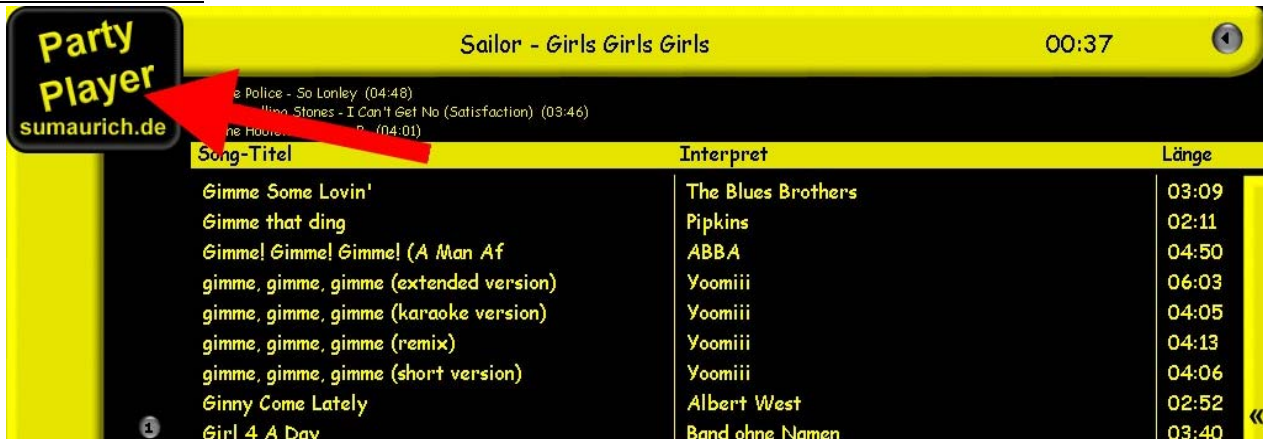 Party
Player
sumaurich.de
Sailor - Girls Girls Girls 00:37
Police - So Lonley (04:48)
Stones - I Can't Get No (Satisfaction) (03:46)
(04:01)
Song-Titel Interpret Länge
Gimme Some Lovin' The Blues Brothers 03:09
Gimme that ding Pipkins 02:11
Gimme! Gimme! Gimme! (A Man Af ABBA 04:50
gimme, gimme, gimme (extended version) Yoomiii 06:03
gimme, gimme, gimme (karaoke version) Yoomiii 04:05
gimme, gimme, gimme (remix) Yoomiii 04:13
gimme, gimme, gimme (short version) Yoomiii 04:06
Ginny Come Lately Albert West 02:52
«
1 Girl 4 A Day Band ohne Namen 03:40